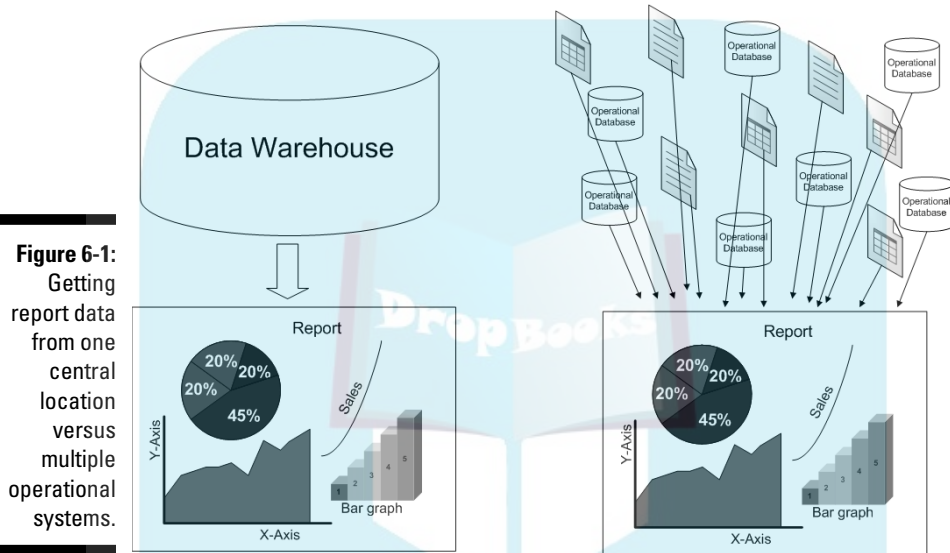 Figure 6-1:
Getting
report data
from one
central
location
versus
multiple
operational
systems.
Data Warehouse
Report
20%
20%
20%
45%
Sales
Y-Axis
X-Axis
1
2
3
4
5
Bar graph
Operational
Database
Operational
Database
Operational
Database
Operational
Database
Operational
Database
Operational
Database
Operational
Database
DropBooks
Report
20%
20%
20%
45%
Sales
Y-Axis
X-Axis
1
2
3
4
5
Bar graph